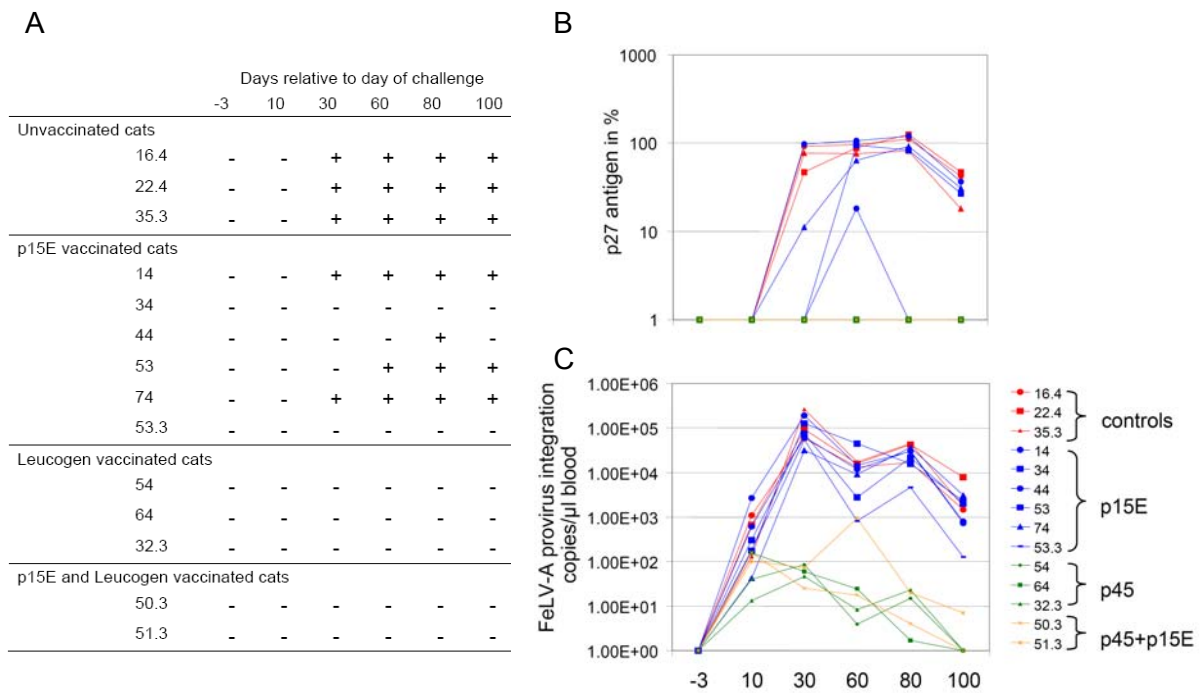 A
Days relative to day of challenge
-3 10 30 60 80 100
Unvaccinated cats
16.4 - - + + + +
22.4 - - + + + +
35.3 - - + + + +
p15E vaccinated cats
14 - - + + + +
34 - - - - - -
44 - - - - + -
53 - - - + + +
74 - - + + + +
53.3 - - - - - -
Leucogen vaccinated cats
54 - - - - - -
64 - - - - - -
32.3 - - - - - -
p15E and Leucogen vaccinated cats
50.3 - - - - - -
51.3 - - - - - -
B
p27 antigen in %
1000
100
10
1
C
FeLV-A provirus integration
copies/µl blood
1.00E+06
1.00E+05
1.00E+04
1.00E+03
1.00E+02
1.00E+01
1.00E+00
-3 10 30 60 80 100
16.4
22.4
35.3
controls
14
34
44
53
74
53.3
p15E
54
64
32.3
p45
50.3
51.3
p45+p15E